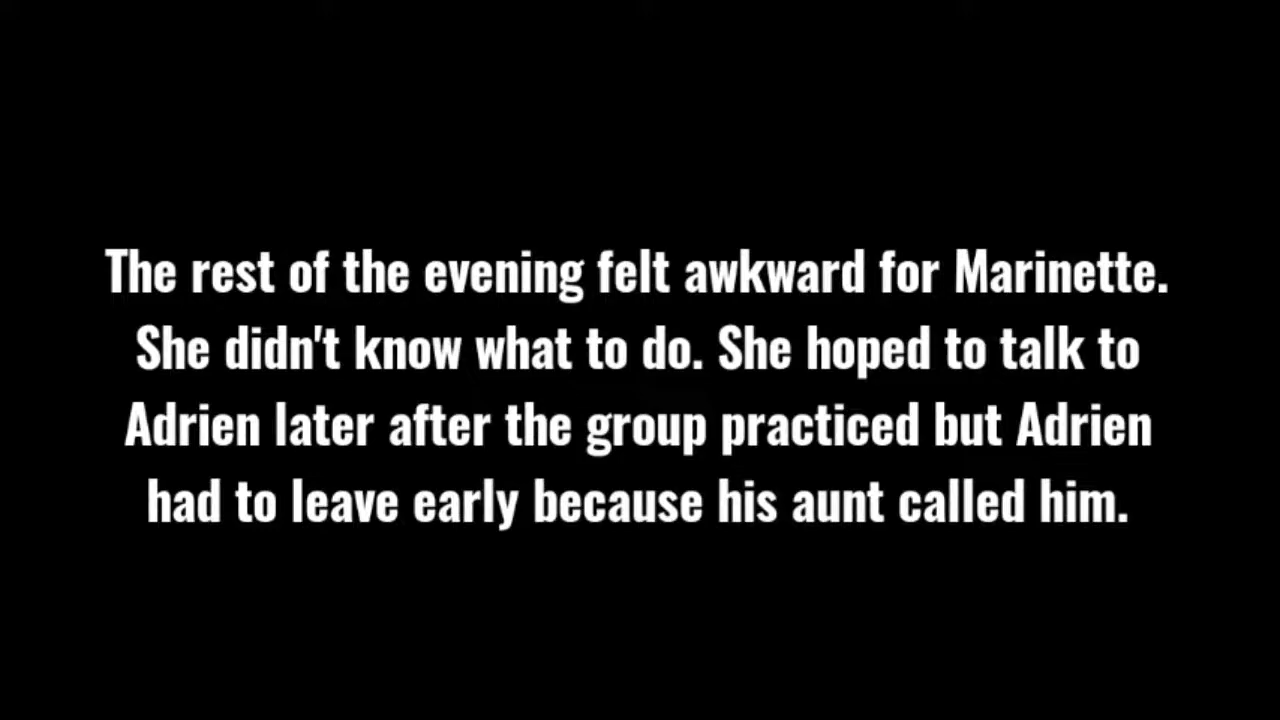 The rest of the evening felt awkward for Marinette.
She didn't know what to do. She hoped to talk to
Adrien later after the group practiced but Adrien
had to leave early because his aunt called him.